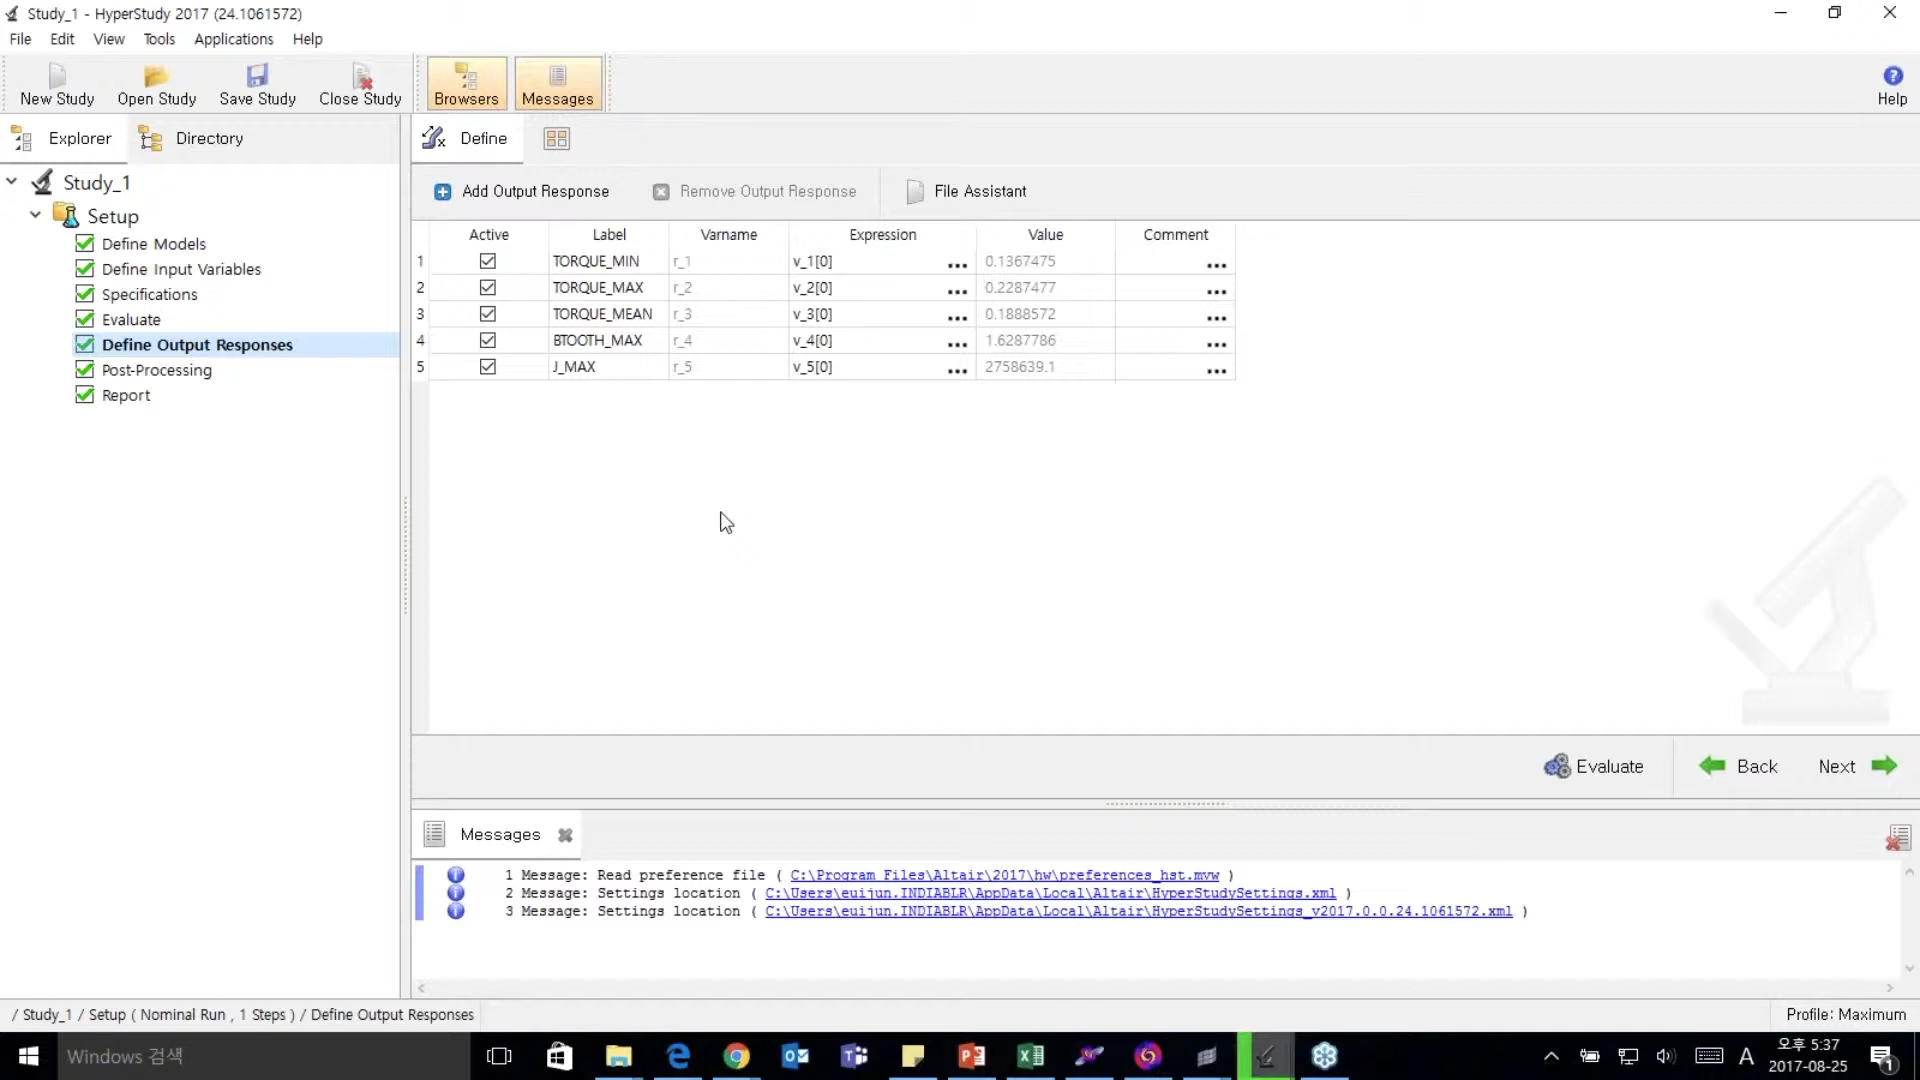 Study_1 - HyperStudy 2017 (24.1061572)
File Edit View Tools Applications Help
New Study Open Study Save Study Close Study Browsers Messages Help
Explorer Directory Define
Study_1
Setup
Define Models
Define Input Variables
Specifications
Evaluate
Define Output Responses
Post-Processing
Report
Add Output Response Remove Output Response File Assistant
Active Label Varname Expression Value Comment
1 TORQUE_MIN r_1 v_1[0] ... 0.1367475 ...
2 TORQUE_MAX r_2 v_2[0] ... 0.2287477 ...
3 TORQUE_MEAN r_3 v_3[0] ... 0.1888572 ...
4 BTOOTH_MAX r_4 v_4[0] ... 1.6287786 ...
5 J_MAX r_5 v_5[0] ... 2758639.1 ...
Evaluate Back Next
Messages
1 Message: Read preference file ( C:\Program Files\Altair\2017\hw\preferences_hst.mvw )
2 Message: Settings location ( C:\Users\euijun.INDIABLR\AppData\Local\Altair\HyperStudySettings.xml )
3 Message: Settings location ( C:\Users\euijun.INDIABLR\AppData\Local\Altair\HyperStudySettings_v2017.0.0.24.1061572.xml )
/ Study_1 / Setup ( Nominal Run , 1 Steps ) / Define Output Responses
Profile: Maximum
Windows 검색
A
오후 5:37
2017-08-25
1